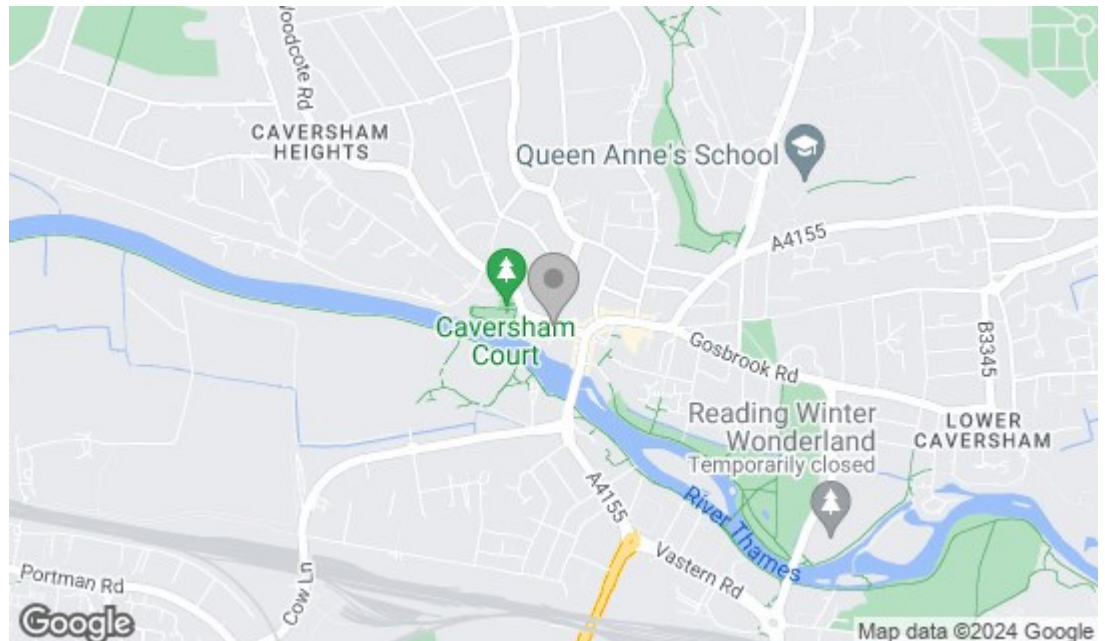 Woodcote Rd
CAVERSHAM
HEIGHTS
Queen Anne's School
A4155
Caversham
Court
Gosbrook Rd
B3345
Reading Winter
Wonderland
Temporarily closed
LOWER
CAVERSHAM
A4155
River Thames
Vastern Rd
Portman Rd
Cow Ln
Google
Map data ©2024 Google